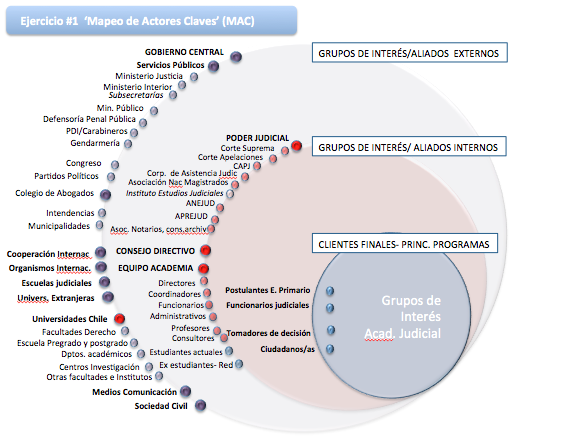 Ejercicio #1 ‘Mapeo de Actores Claves’ (MAC)
GOBIERNO CENTRAL
GRUPOS DE INTERÉS/ALIADOS EXTERNOS
Servicios Públicos
Ministerio Justicia
Ministerio Interior
Subsecretarías
Min. Público
Defensoría Penal Pública
PDI/Carabineros
Gendarmería
PODER JUDICIAL
GRUPOS DE INTERÉS/ ALIADOS INTERNOS
Corte Suprema
Corte Apelaciones
CAPJ
Corp. de Asistencia Judic
Asociación Nac Magistrados
Instituto Estudios Judiciales
ANEJUD
APREJUD
Asoc. Notarios, cons.archiv
Congreso
Partidos Políticos
Colegio de Abogados
Intendencias
Municipalidades
CONSEJO DIRECTIVO
CLIENTES FINALES- PRINC. PROGRAMAS
Cooperación Internac.
Organismos Internac.
EQUIPO ACADEMIA
Escuelas judiciales
Univers. Extranjeras
Directores
Coordinadores
Funcionarios
Administrativos
Profesores
Consultores
Postulantes E. Primario
Funcionarios judiciales
Tomadores de decisión
Ciudadanos/as
Grupos de
Interés
Acad. Judicial
Universidades Chile
Facultades Derecho
Escuela Pregrado y postgrado
Dptos. académicos
Estudiantes actuales
Ex estudiantes- Red
Centros Investigación
Otras facultades e Institutos
Medios Comunicación
Sociedad Civil